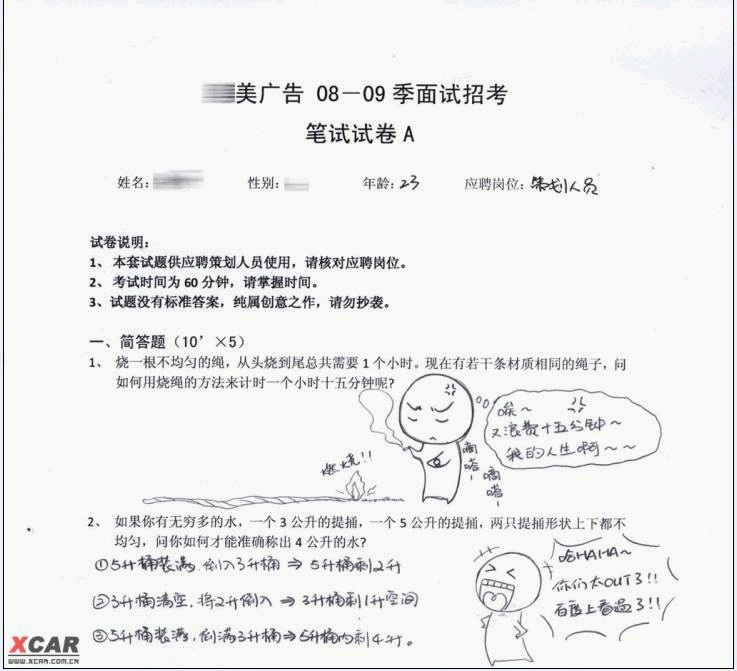 美广告 08－09 季面试招考
笔试试卷 A
姓名: 性别: 年龄: 23 应聘岗位: 策划人员
试卷说明：
1、 本套试题供应聘策划人员使用，请核对应聘岗位。
2、 考试时间为 60 分钟，请掌握时间。
3、试题没有标准答案，纯属创意之作，请勿抄袭。
一、简答题（10’×5）
1、 烧一根不均匀的绳，从头烧到尾总共需要 1 个小时。现在有若干条材质相同的绳子，问
如何用烧绳的方法来计时一个小时十五分钟呢?
唉～
又浪费十五分钟～
我的人生啊～～
嘀嗒-
嘀嗒-
燃烧!!
2、 如果你有无穷多的水，一个 3 公升的提捅，一个 5 公升的提捅，两只提捅形状上下都不
均匀，问你如何才能准确称出 4 公升的水?
①5升桶装满,倒入3升桶⇒5升桶剩2升
②3升桶清空,将2升倒入⇒3升桶剩1升空间
③5升桶装满,倒满3升桶⇒5升桶内剩4升。
哈HAHA～
你们太OUT了!!
百度上看过了!!
XCAR
WWW.XCAR.COM.CN